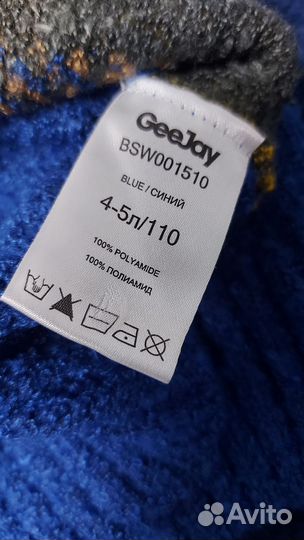 GeeJay
BSW001510
BLUE / СИНИЙ
4-5л/110
100% POLYAMIDE
100% ПОЛИАМИД
Avito